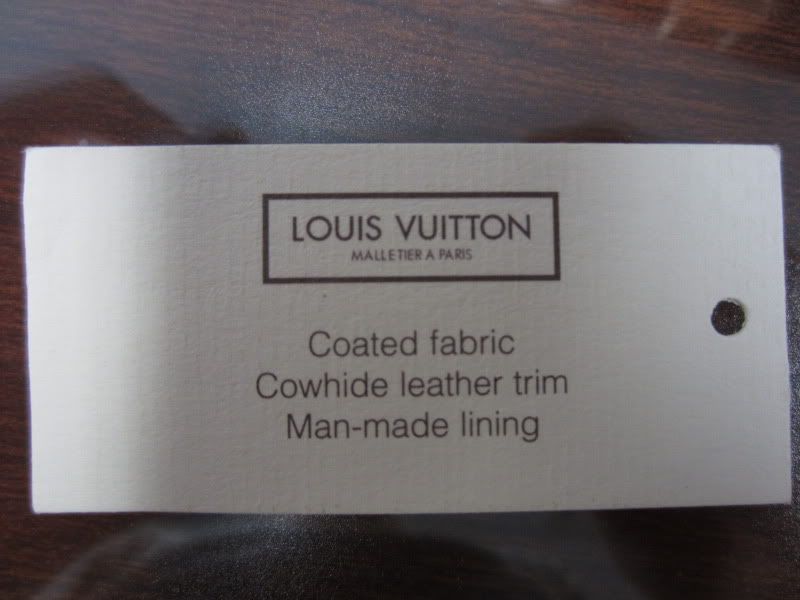 LOUIS VUITTON
MALLETIER A PARIS
Coated fabric
Cowhide leather trim
Man-made lining